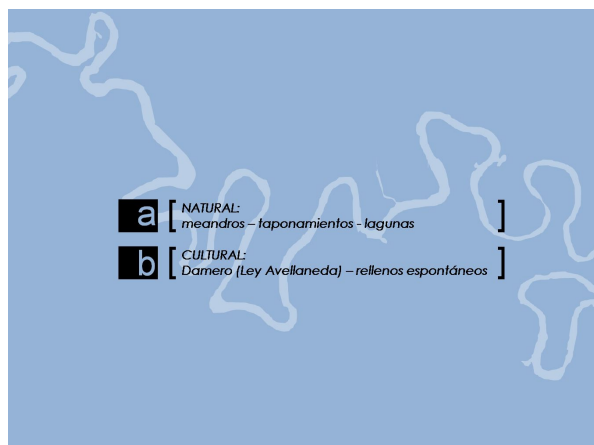 a [ NATURAL:
meandros – taponamientos - lagunas ]
b [ CULTURAL:
Damero (Ley Avellaneda) – rellenos espontáneos ]